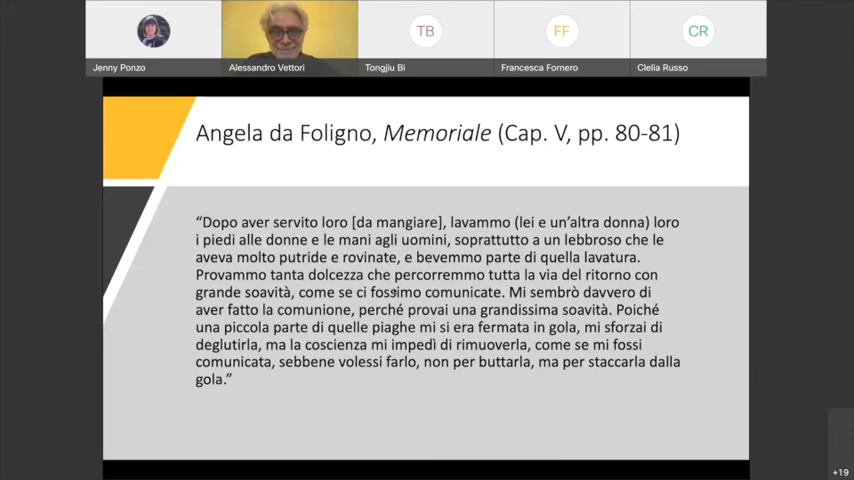 TB
FF
CR
Jenny Ponzo
Alessandro Vettori
Tongjiu Bi
Francesca Fornero
Clelia Russo
Angela da Foligno, Memoriale (Cap. V, pp. 80-81)
“Dopo aver servito loro [da mangiare], lavammo (lei e un’altra donna) loro
i piedi alle donne e le mani agli uomini, soprattutto a un lebbroso che le
aveva molto putride e rovinate, e bevemmo parte di quella lavatura.
Provammo tanta dolcezza che percorremmo tutta la via del ritorno con
grande soavità, come se ci fossimo comunicate. Mi sembrò davvero di
aver fatto la comunione, perché provai una grandissima soavità. Poiché
una piccola parte di quelle piaghe mi si era fermata in gola, mi sforzai di
deglutirla, ma la coscienza mi impedì di rimuoverla, come se mi fossi
comunicata, sebbene volessi farlo, non per buttarla, ma per staccarla dalla
gola.”
+19